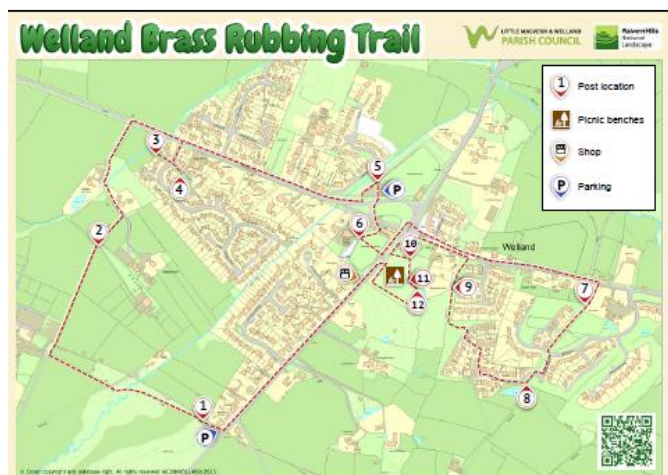 Welland Brass Rubbing Trail
LITTLE MALVERN & WELLAND
PARISH COUNCIL
Malvern Hills
National
Landscape
1 Post location
Picnic benches
Shop
P Parking
3
4
5
P
2
6
10
Welland
11
9
7
12
8
1
P